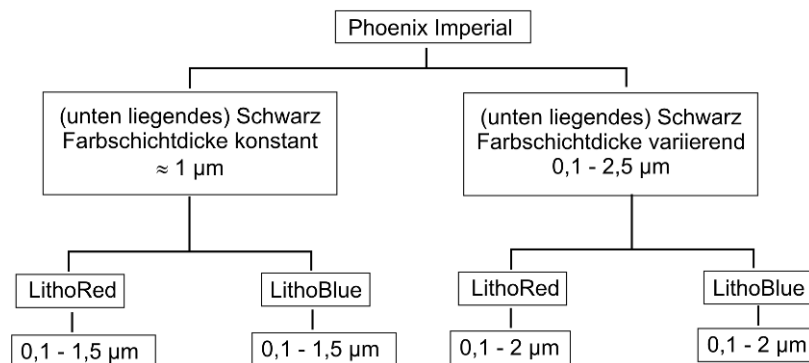 Phoenix Imperial
(unten liegendes) Schwarz
Farbschichtdicke konstant
≈ 1 µm
(unten liegendes) Schwarz
Farbschichtdicke variierend
0,1 - 2,5 µm
LithoRed
LithoBlue
LithoRed
LithoBlue
0,1 - 1,5 µm
0,1 - 1,5 µm
0,1 - 2 µm
0,1 - 2 µm